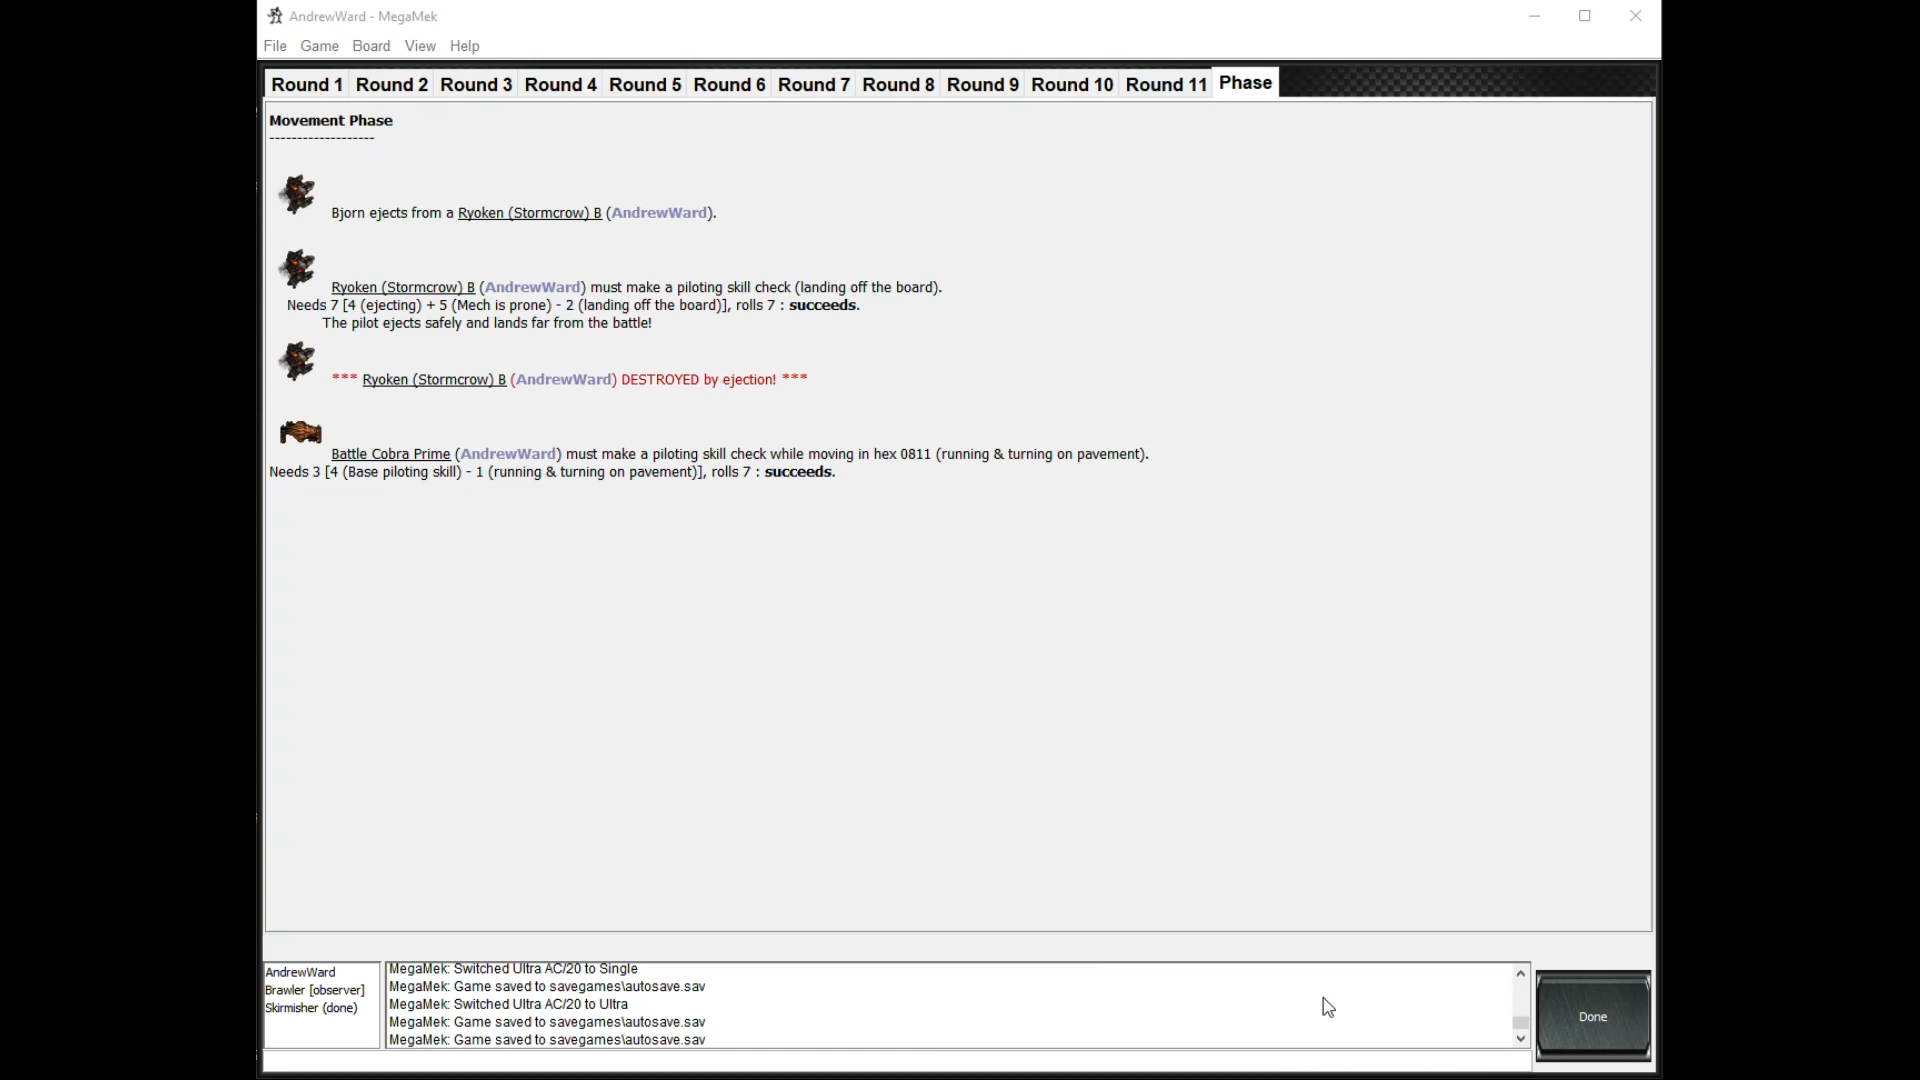 AndrewWard - MegaMek
File Game Board View Help
Round 1 Round 2 Round 3 Round 4 Round 5 Round 6 Round 7 Round 8 Round 9 Round 10 Round 11 Phase
Movement Phase
-------------------
Bjorn ejects from a Ryoken (Stormcrow) B (AndrewWard).
Ryoken (Stormcrow) B (AndrewWard) must make a piloting skill check (landing off the board).
Needs 7 [4 (ejecting) + 5 (Mech is prone) - 2 (landing off the board)], rolls 7 : succeeds.
The pilot ejects safely and lands far from the battle!
*** Ryoken (Stormcrow) B (AndrewWard) DESTROYED by ejection! ***
Battle Cobra Prime (AndrewWard) must make a piloting skill check while moving in hex 0811 (running & turning on pavement).
Needs 3 [4 (Base piloting skill) - 1 (running & turning on pavement)], rolls 7 : succeeds.
AndrewWard
Brawler [observer]
Skirmisher (done)
MegaMek: Switched Ultra AC/20 to Single
MegaMek: Game saved to savegames\autosave.sav
MegaMek: Switched Ultra AC/20 to Ultra
MegaMek: Game saved to savegames\autosave.sav
MegaMek: Game saved to savegames\autosave.sav
Done